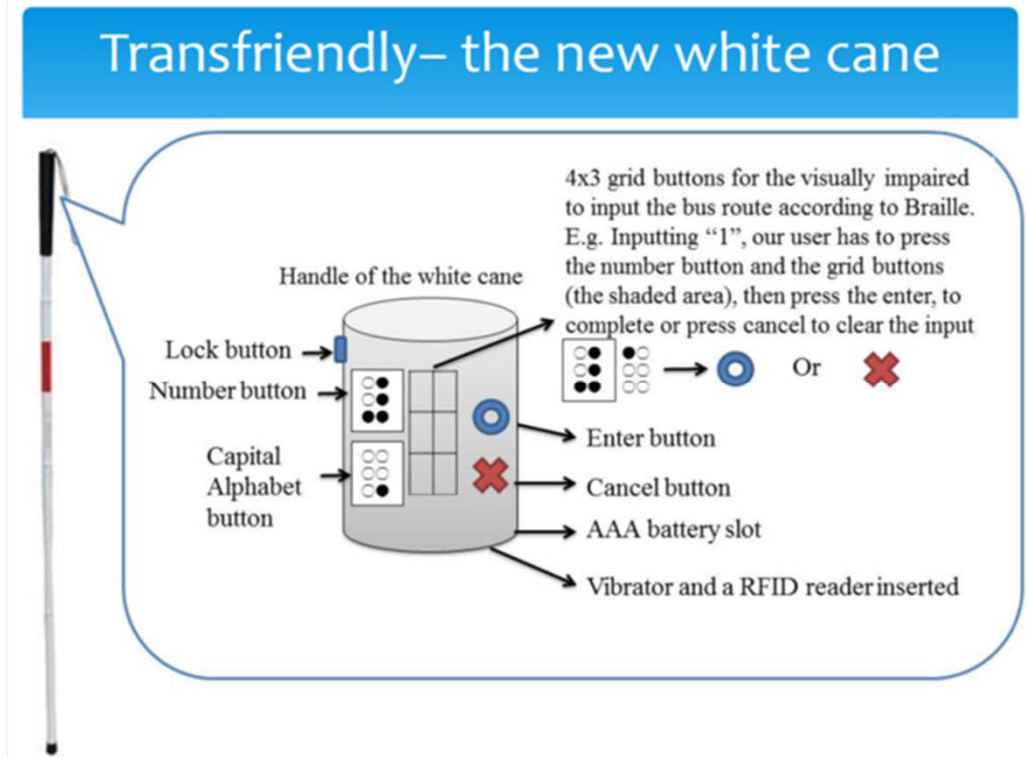 Transfriendly– the new white cane
4x3 grid buttons for the visually impaired
to input the bus route according to Braille.
E.g. Inputting “1”, our user has to press
the number button and the grid buttons
(the shaded area), then press the enter, to
complete or press cancel to clear the input
Or
Handle of the white cane
Lock button
Number button
Capital
Alphabet
button
Enter button
Cancel button
AAA battery slot
Vibrator and a RFID reader inserted